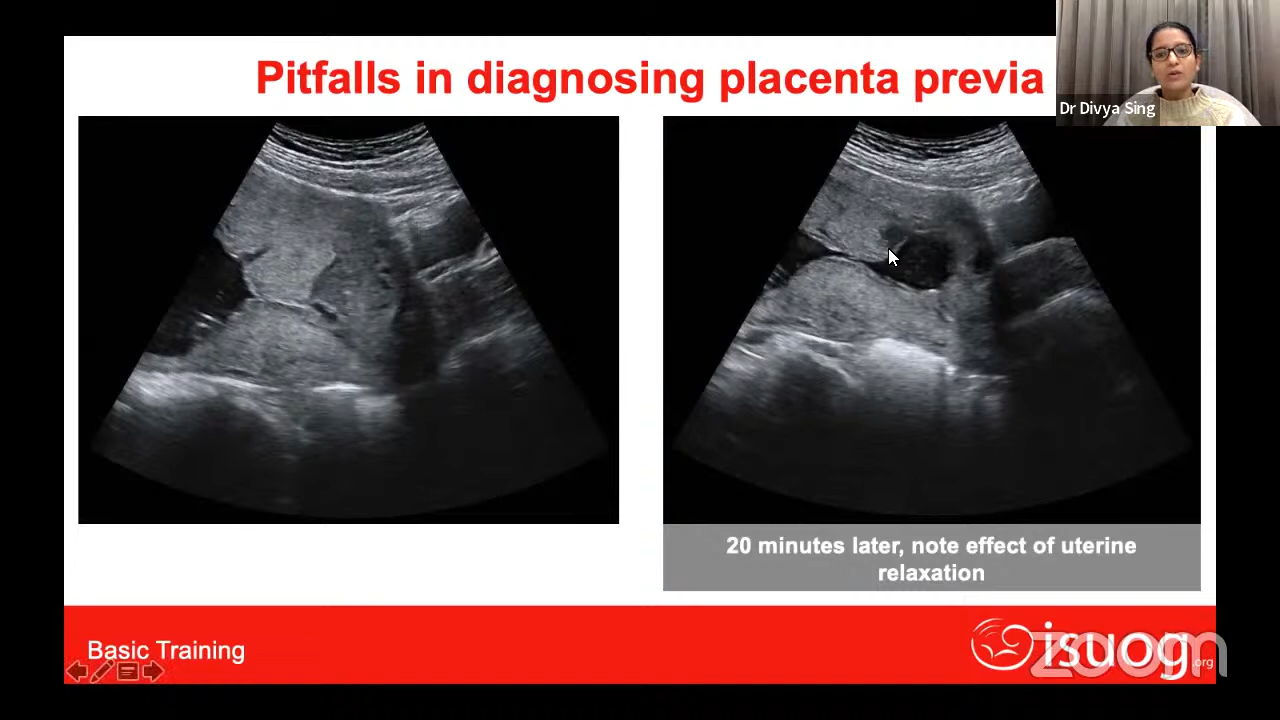 Pitfalls in diagnosing placenta previa
Dr Divya Sing
20 minutes later, note effect of uterine
relaxation
Basic Training
isuog
.org
zoom